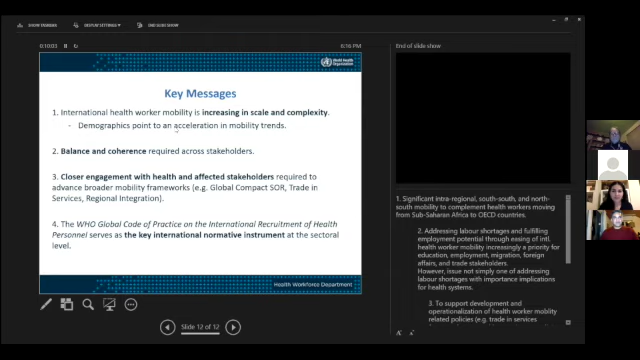 SHOW TASKBAR
DISPLAY SETTINGS
END SLIDE SHOW
0:10:03
6:16 PM
World Health
Organization
Key Messages
1. International health worker mobility is increasing in scale and complexity.
- Demographics point to an acceleration in mobility trends.
2. Balance and coherence required across stakeholders.
3. Closer engagement with health and affected stakeholders required to
advance broader mobility frameworks (e.g. Global Compact SOR, Trade in
Services, Regional Integration).
4. The WHO Global Code of Practice on the International Recruitment of Health
Personnel serves as the key international normative instrument at the sectoral
level.
Health Workforce Department
Slide 12 of 12
End of slide show
1. Significant intra-regional, south-south, and north-
south mobility to complement health workers moving
from Sub-Saharan Africa to OECD countries.
2. Addressing labour shortages and fulfilling
employment potential through easing of intl.
health worker mobility increasingly a priority for
education, employment, migration, foreign
affairs, and trade stakeholders.
However, issue not simply one of addressing
labour shortages with importance implications
for health systems.
3. To support development and
operationalization of health worker mobility
related policies (e.g. trade in services